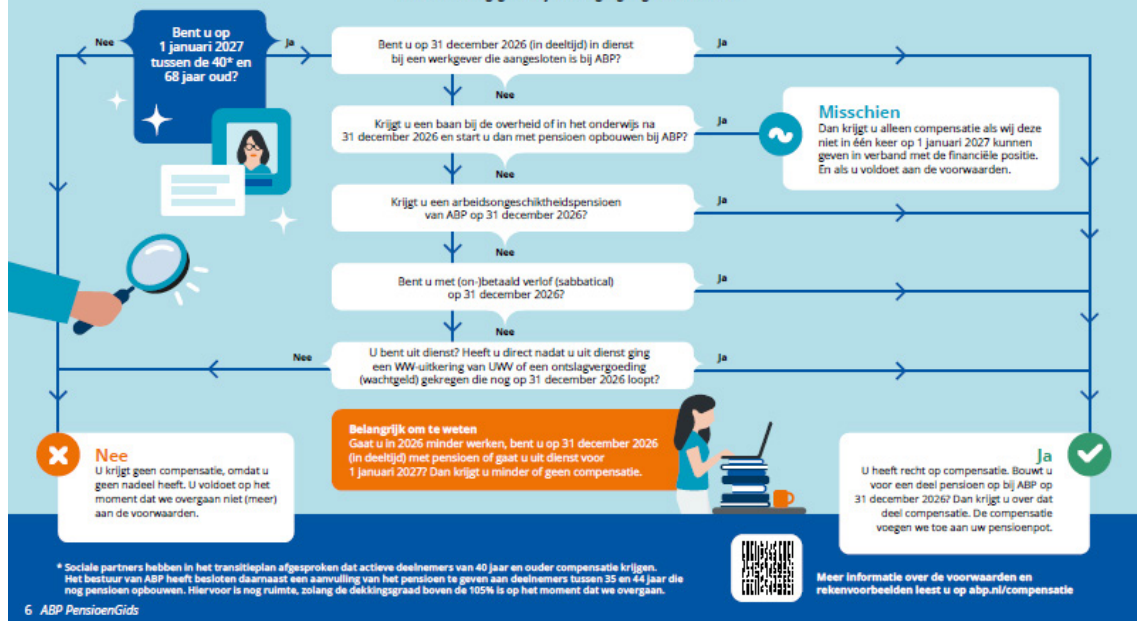 Nee
Bent u op
1 januari 2027
tussen de 40* en
68 jaar oud?
Ja
Bent u op 31 december 2026 (in deeltijd) in dienst
bij een werkgever die aangesloten is bij ABP?
Ja
Nee
Krijgt u een baan bij de overheid of in het onderwijs na
31 december 2026 en start u dan met pensioen opbouwen bij ABP?
Ja
Misschien
Dan krijgt u alleen compensatie als wij deze
niet in één keer op 1 januari 2027 kunnen
geven in verband met de financiële positie.
En als u voldoet aan de voorwaarden.
Nee
Krijgt u een arbeidsongeschiktheidspensioen
van ABP op 31 december 2026?
Ja
Nee
Bent u met (on-)betaald verlof (sabbatical)
op 31 december 2026?
Ja
Nee
Nee
U bent uit dienst? Heeft u direct nadat u uit dienst ging
een WW-uitkering van UWV of een ontslagvergoeding
(wachtgeld) gekregen die nog op 31 december 2026 loopt?
Ja
Nee
U krijgt geen compensatie, omdat u
geen nadeel heeft. U voldoet op het
moment dat we overgaan niet (meer)
aan de voorwaarden.
Belangrijk om te weten
Gaat u in 2026 minder werken, bent u op 31 december 2026
(in deeltijd) met pensioen of gaat u uit dienst voor
1 januari 2027? Dan krijgt u minder of geen compensatie.
Ja
U heeft recht op compensatie. Bouwt u
voor een deel pensioen op bij ABP op
31 december 2026? Dan krijgt u over dat
deel compensatie. De compensatie
voegen we toe aan uw pensioenpot.
* Sociale partners hebben in het transitieplan afgesproken dat actieve deelnemers van 40 jaar en ouder compensatie krijgen.
Het bestuur van ABP heeft besloten daarnaast een aanvulling van het pensioen te geven aan deelnemers tussen 35 en 44 jaar die
nog pensioen opbouwen. Hiervoor is nog ruimte, zolang de dekkingsgraad boven de 105% is op het moment dat we overgaan.
Meer informatie over de voorwaarden en
rekenvoorbeelden leest u op abp.nl/compensatie
6 ABP PensioenGids